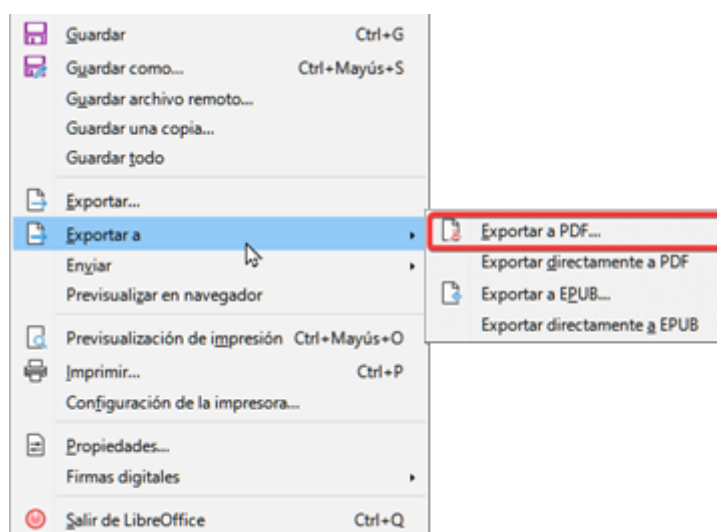 Guardar Ctrl+G
Guardar como... Ctrl+Mayús+S
Guardar archivo remoto...
Guardar una copia...
Guardar todo
Exportar...
Exportar a
Enviar
Previsualizar en navegador
Previsualización de impresión Ctrl+Mayús+O
Imprimir... Ctrl+P
Configuración de la impresora...
Propiedades...
Firmas digitales
Salir de LibreOffice Ctrl+Q
Exportar a PDF...
Exportar directamente a PDF
Exportar a EPUB...
Exportar directamente a EPUB